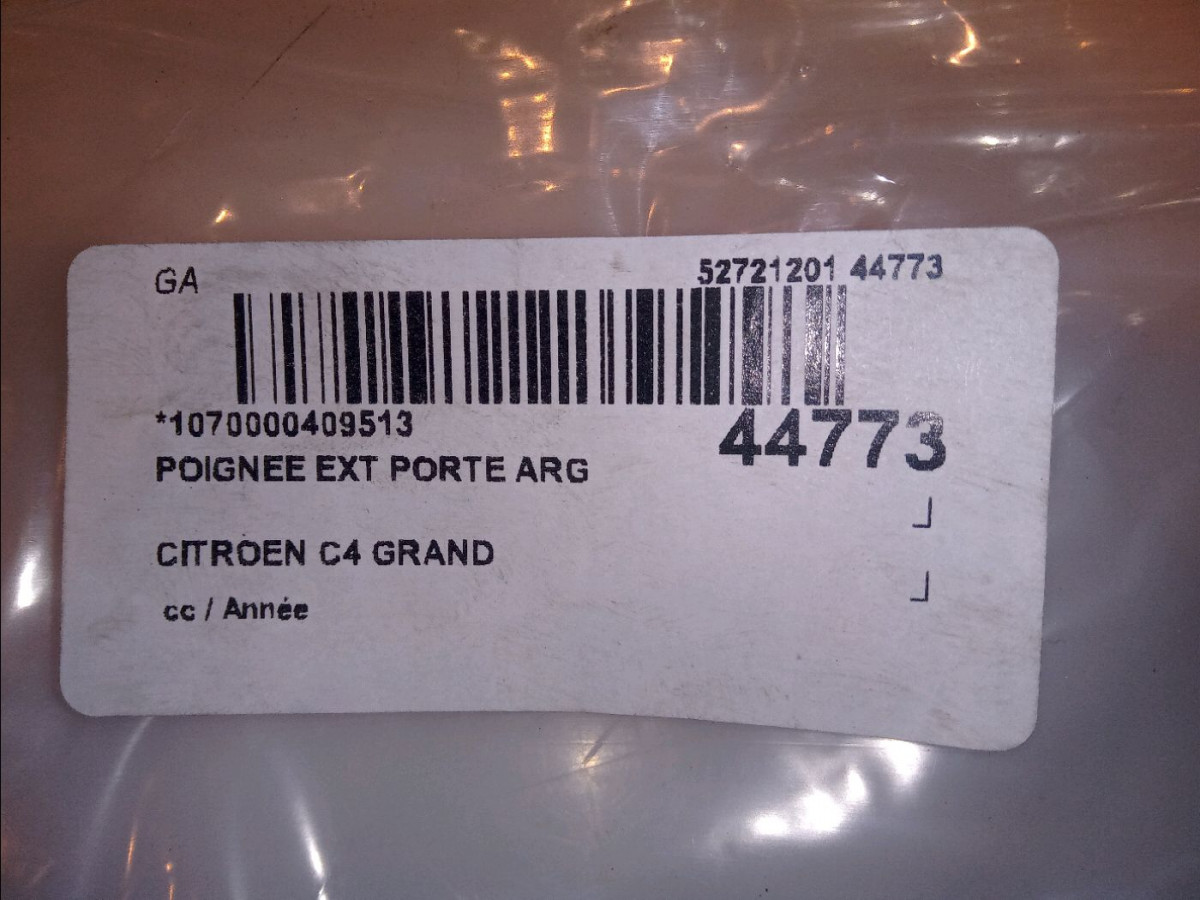 GA
52721201 44773
*1070000409513
44773
POIGNEE EXT PORTE ARG
CITROEN C4 GRAND
cc / Année